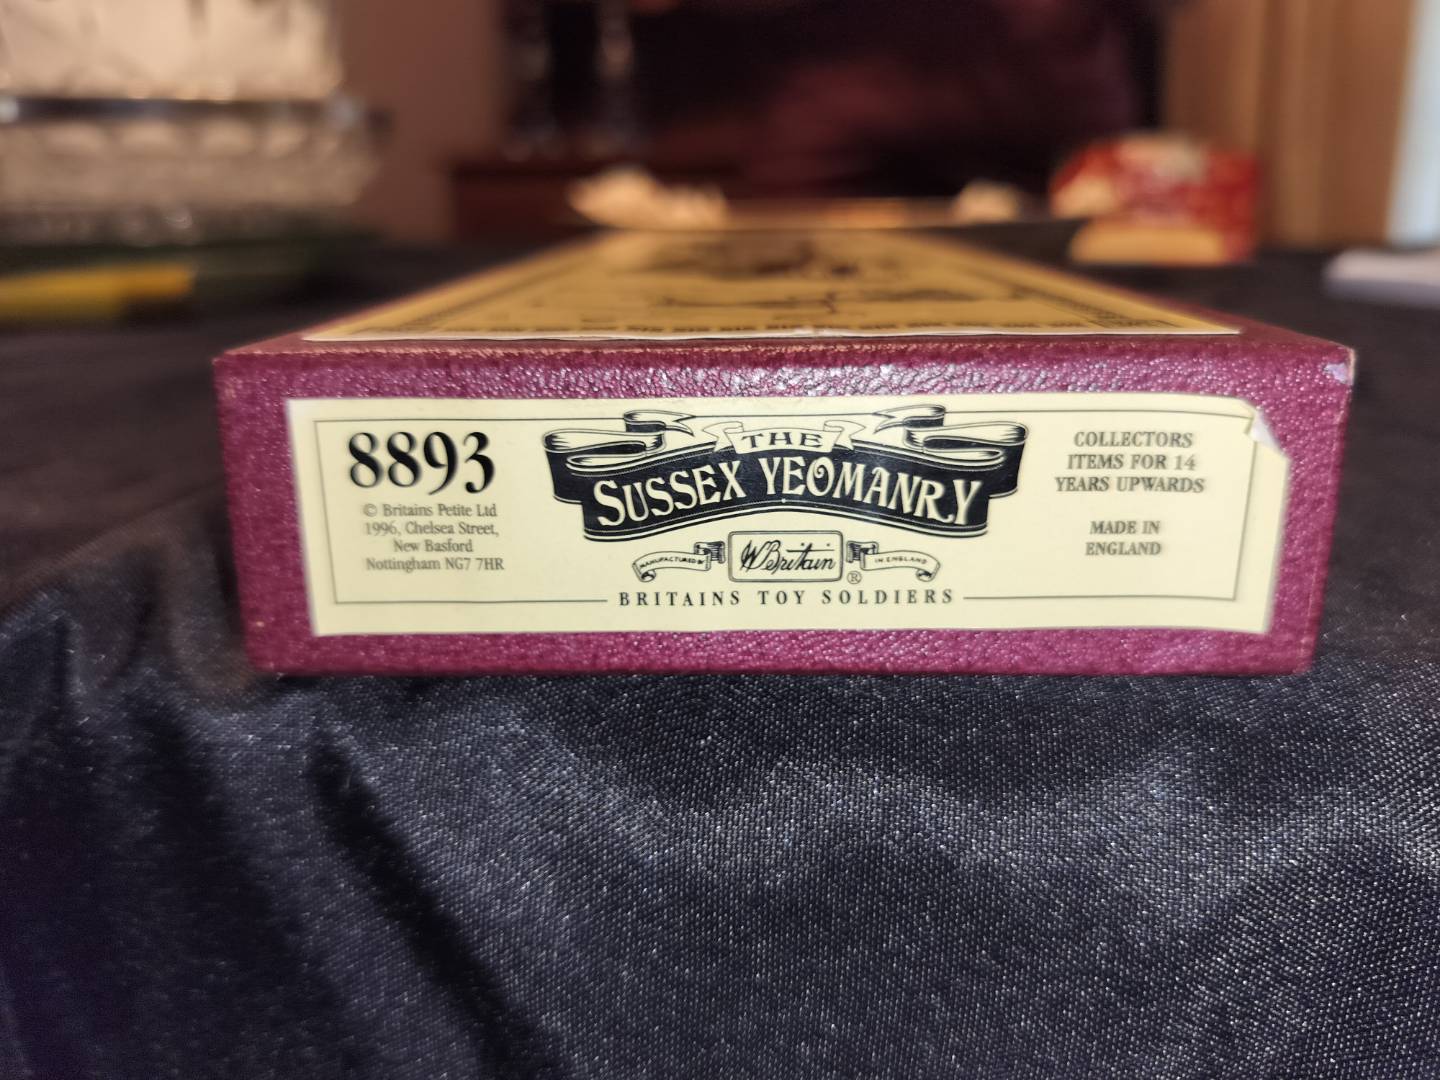 8893
© Britains Petite Ltd
1996, Chelsea Street,
New Basford
Nottingham NG7 7HR
THE
SUSSEX YEOMANRY
MANUFACTURED BY
W.Britain
®
IN ENGLAND
BRITAINS TOY SOLDIERS
COLLECTORS
ITEMS FOR 14
YEARS UPWARDS
MADE IN
ENGLAND